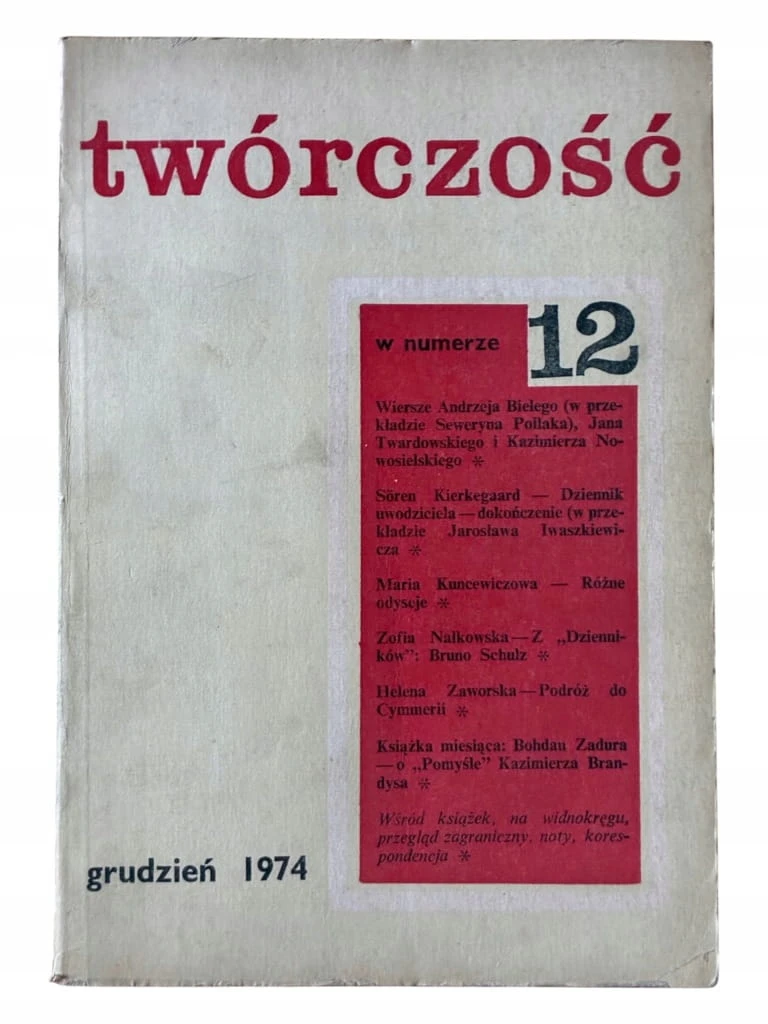 twórczość
12
w numerze
Wiersze Andrzeja Bielego (w prze-
kładzie Seweryna Pollaka), Jana
Twardowskiego i Kazimierza No-
wosielskiego *
Sören Kierkegaard — Dziennik
uwodziciela — dokończenie (w prze-
kładzie Jarosława Iwaszkiewi-
cza *
Maria Kuncewiczowa — Różne
odyseje *
Zofia Nałkowska — Z „Dzienni-
ków”: Bruno Schulz *
Helena Zaworska — Podróż do
Cymmerii *
Książka miesiąca: Bohdau Zadura
— o „Pomyśle” Kazimierza Bran-
dysa *
Wśród książek, na widnokręgu,
przegląd zagraniczny, noty, kores-
pondencja *
grudzień 1974